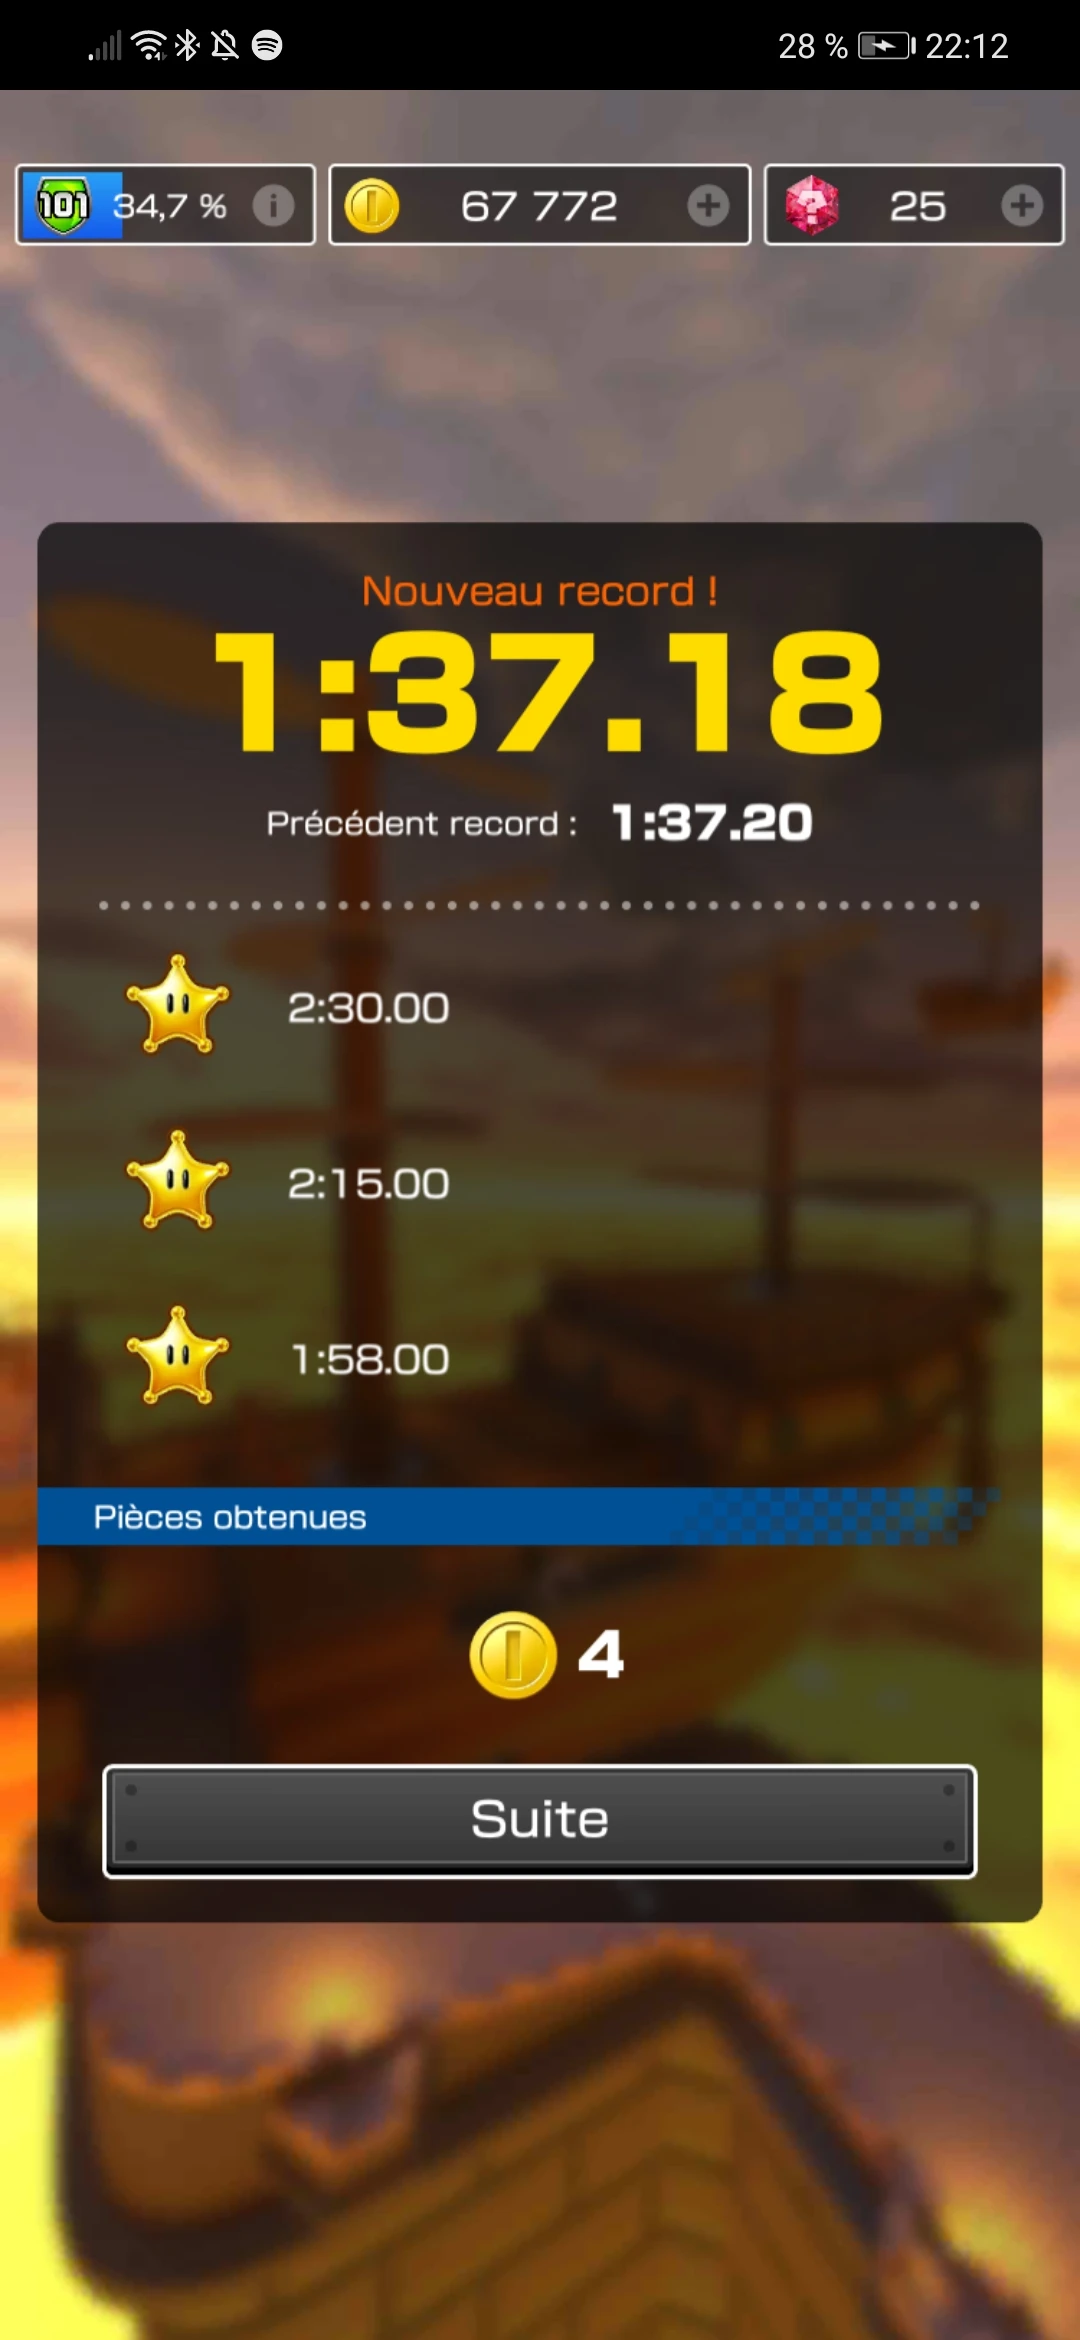 28 % 22:12
101 34,7 % 67 772 25
Nouveau record !
1:37.18
Précédent record : 1:37.20
2:30.00
2:15.00
1:58.00
Pièces obtenues
4
Suite